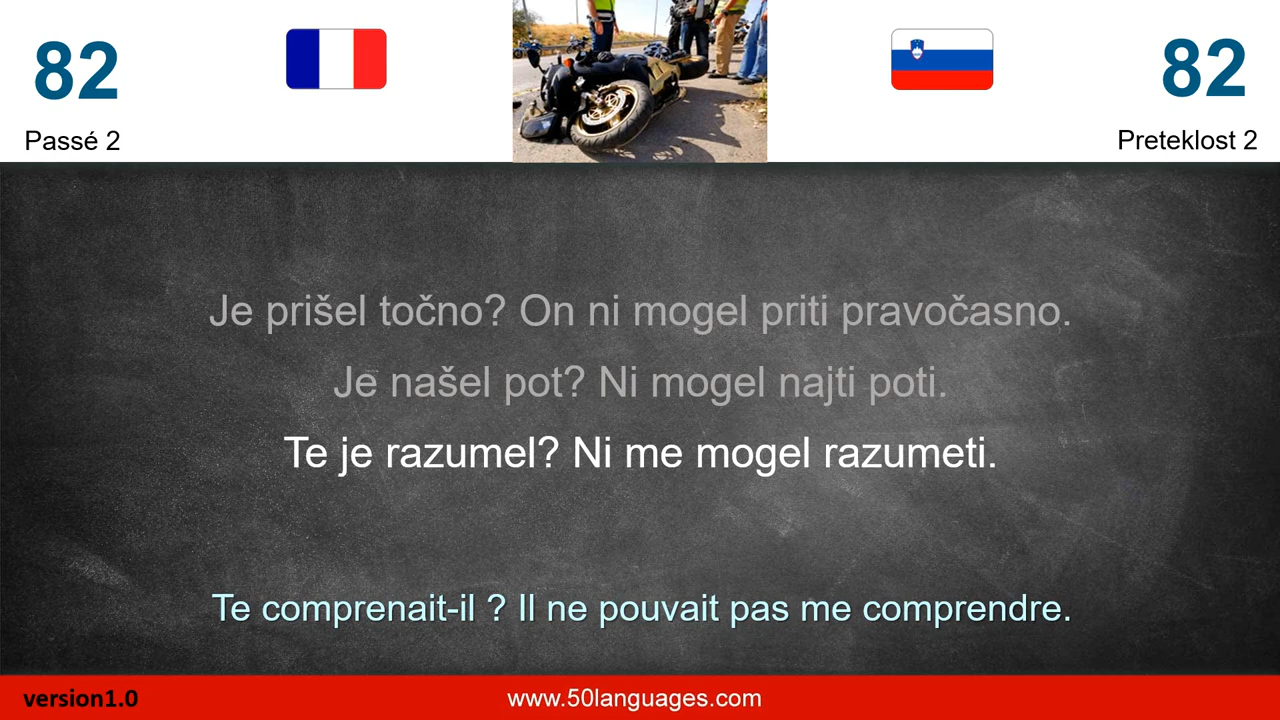 82
82
Passé 2
Preteklost 2
Je prišel točno? On ni mogel priti pravočasno.
Je našel pot? Ni mogel najti poti.
Te je razumel? Ni me mogel razumeti.
Te comprenait-il ? Il ne pouvait pas me comprendre.
version1.0
www.50languages.com